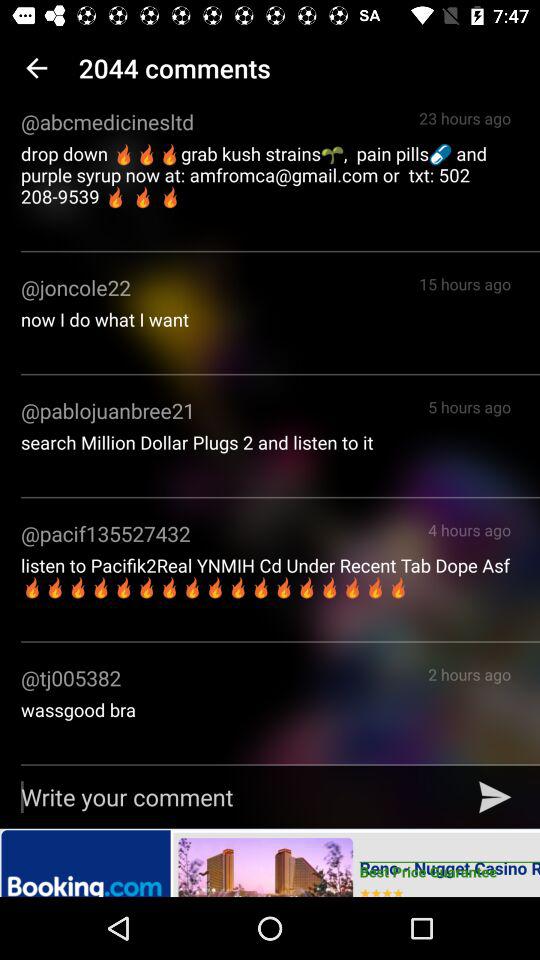 SA 7:47
2044 comments
@abcmedicinesltd 23 hours ago
drop down 🔥🔥🔥grab kush strains🌱, pain pills💊 and
purple syrup now at: amfromca@gmail.com or txt: 502
208-9539 🔥 🔥 🔥
@joncole22 15 hours ago
now I do what I want
@pablojuanbree21 5 hours ago
search Million Dollar Plugs 2 and listen to it
@pacif135527432 4 hours ago
listen to Pacifik2Real YNMIH Cd Under Recent Tab Dope Asf
🔥🔥🔥🔥🔥🔥🔥🔥🔥🔥🔥🔥🔥🔥🔥🔥🔥
@tj005382 2 hours ago
wassgood bra
Write your comment
Reno - Nugget Casino R
Best Price Guarantee
Booking.com